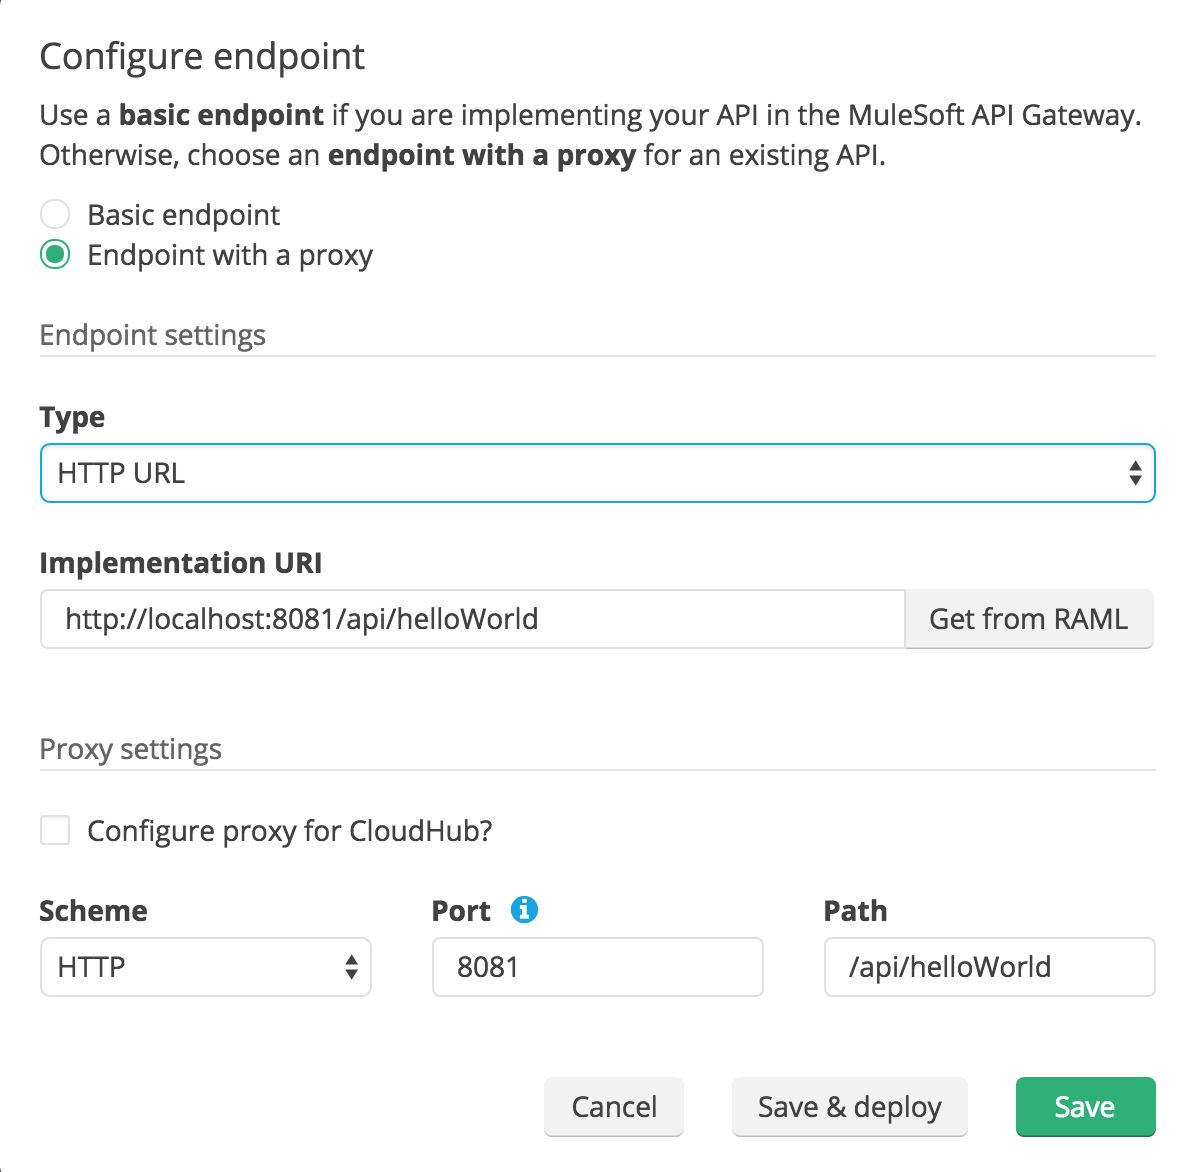 Configure endpoint
Use a basic endpoint if you are implementing your API in the MuleSoft API Gateway.
Otherwise, choose an endpoint with a proxy for an existing API.
Basic endpoint
Endpoint with a proxy
Endpoint settings
Type
HTTP URL
Implementation URI
http://localhost:8081/api/helloWorld Get from RAML
Proxy settings
Configure proxy for CloudHub?
Scheme Port i Path
HTTP 8081 /api/helloWorld
Cancel Save & deploy Save